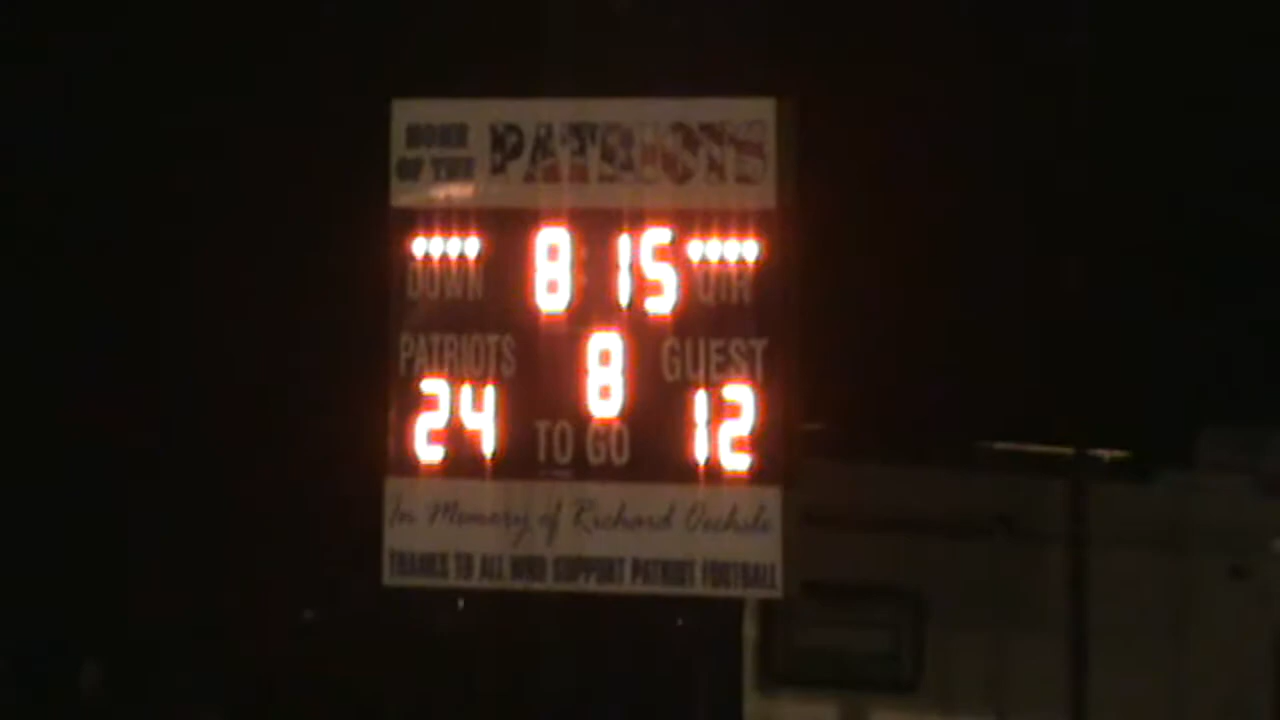 HOME
OF THE
PATRIOTS
8 15
DOWN
QTR
PATRIOTS
8
GUEST
24
TO GO
12
In Memory of Richard
THANKS TO ALL WHO SUPPORT PATRIOT FOOTBALL